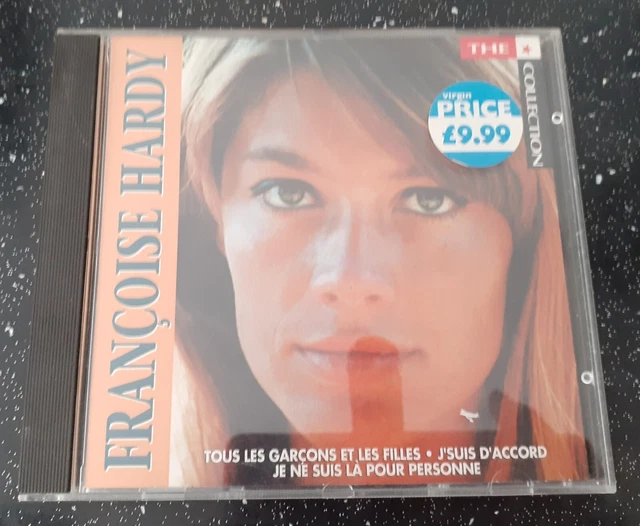 FRANÇOISE HARDY
THE
COLLECTION
VIRGIN
PRICE
£9.99
TOUS LES GARÇONS ET LES FILLES • J'SUIS D'ACCORD
JE NE SUIS LÀ POUR PERSONNE